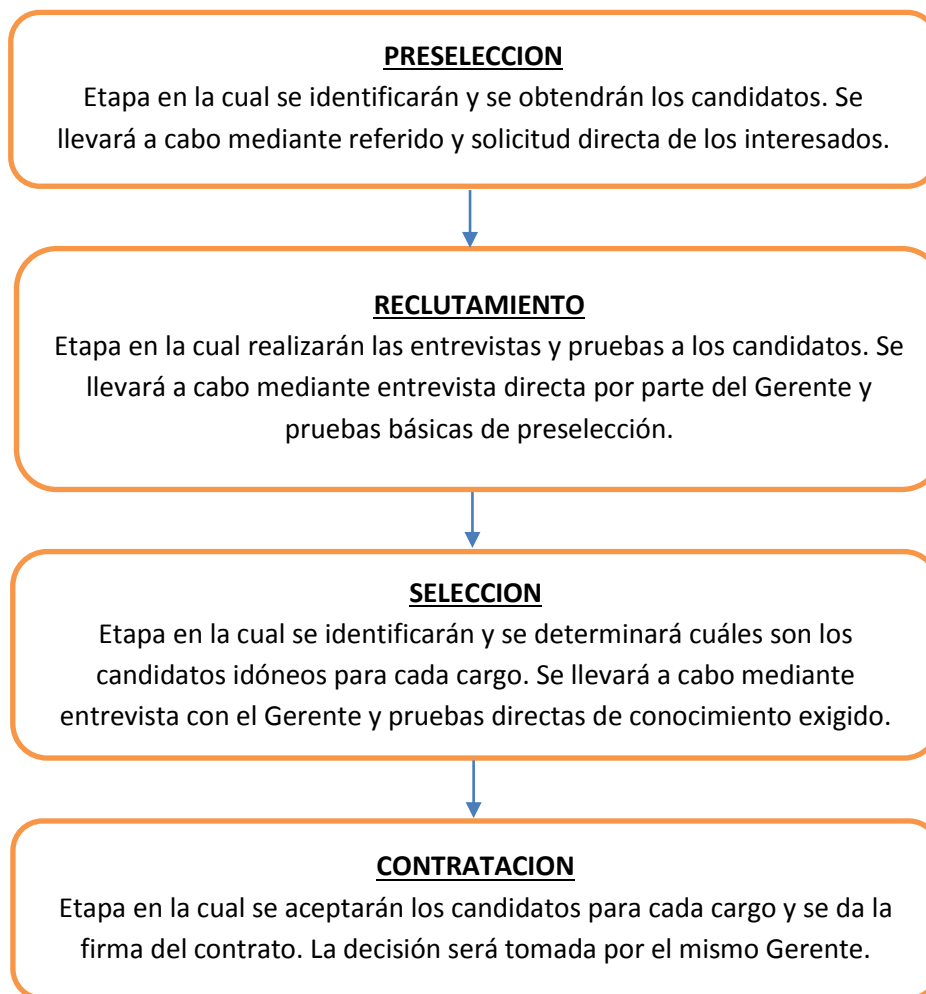 PRESELECCION
Etapa en la cual se identificarán y se obtendrán los candidatos. Se
llevará a cabo mediante referido y solicitud directa de los interesados.
RECLUTAMIENTO
Etapa en la cual realizarán las entrevistas y pruebas a los candidatos. Se
llevará a cabo mediante entrevista directa por parte del Gerente y
pruebas básicas de preselección.
SELECCION
Etapa en la cual se identificarán y se determinará cuáles son los
candidatos idóneos para cada cargo. Se llevará a cabo mediante
entrevista con el Gerente y pruebas directas de conocimiento exigido.
CONTRATACION
Etapa en la cual se aceptarán los candidatos para cada cargo y se da la
firma del contrato. La decisión será tomada por el mismo Gerente.